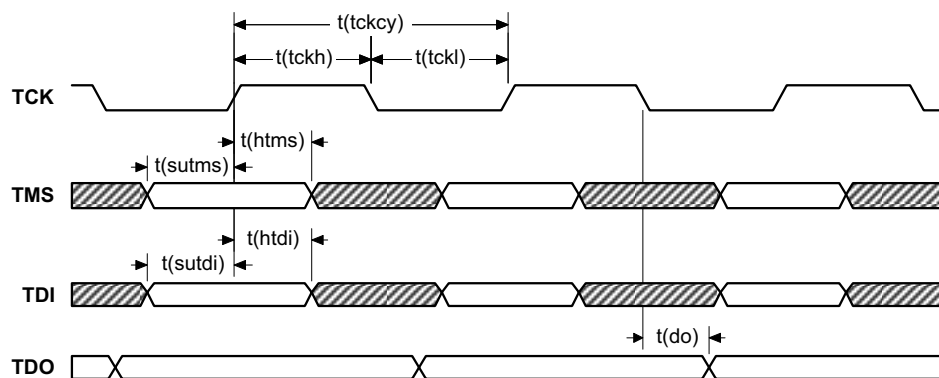 t(tckcy)
t(tckh) t(tckl)
TCK
t(htms)
t(sutms)
TMS
t(htdi)
t(sutdi)
TDI
t(do)
TDO